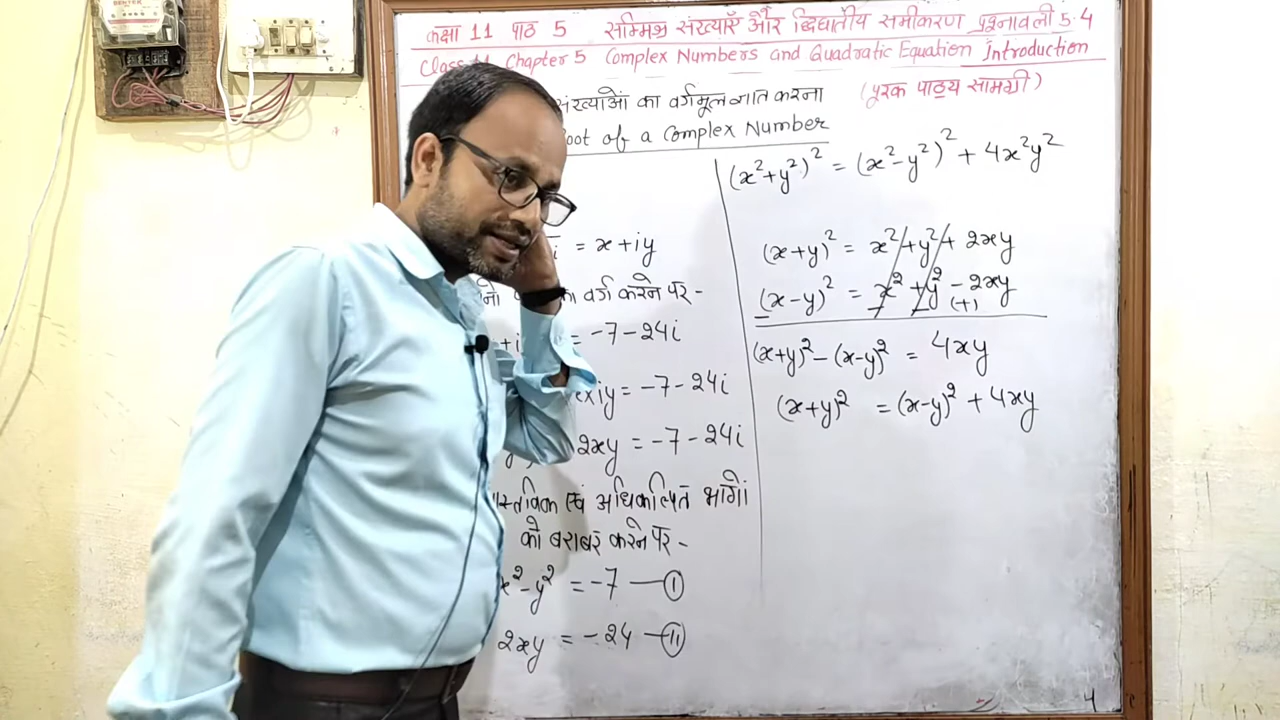 कक्षा 11 पाठ 5 सम्मिश्र संख्याएँ और द्विघातीय समीकरण प्रश्नावली 5.4
Class 11 Chapter 5 Complex Numbers and Quadratic Equation Introduction
संख्याओं का वर्गमूल ज्ञात करना (पूरक पाठ्य सामग्री)
oot of a Complex Number
i = x+iy
का वर्ग करने पर -
+i = -7-24i
xiy = -7-24i
2xy = -7-24i
स्तविक एवं अधिकल्पित भागों
को बराबर करने पर -
x²-y² = -7 —(I)
2xy = -24 —(II)
(x²+y²)² = (x²-y²)² + 4x²y²
(x+y)² = x²+y²+2xy
(x-y)² = x²+y²-2xy
- - - (+)
(x+y)²-(x-y)² = 4xy
(x+y)² = (x-y)² + 4xy
4